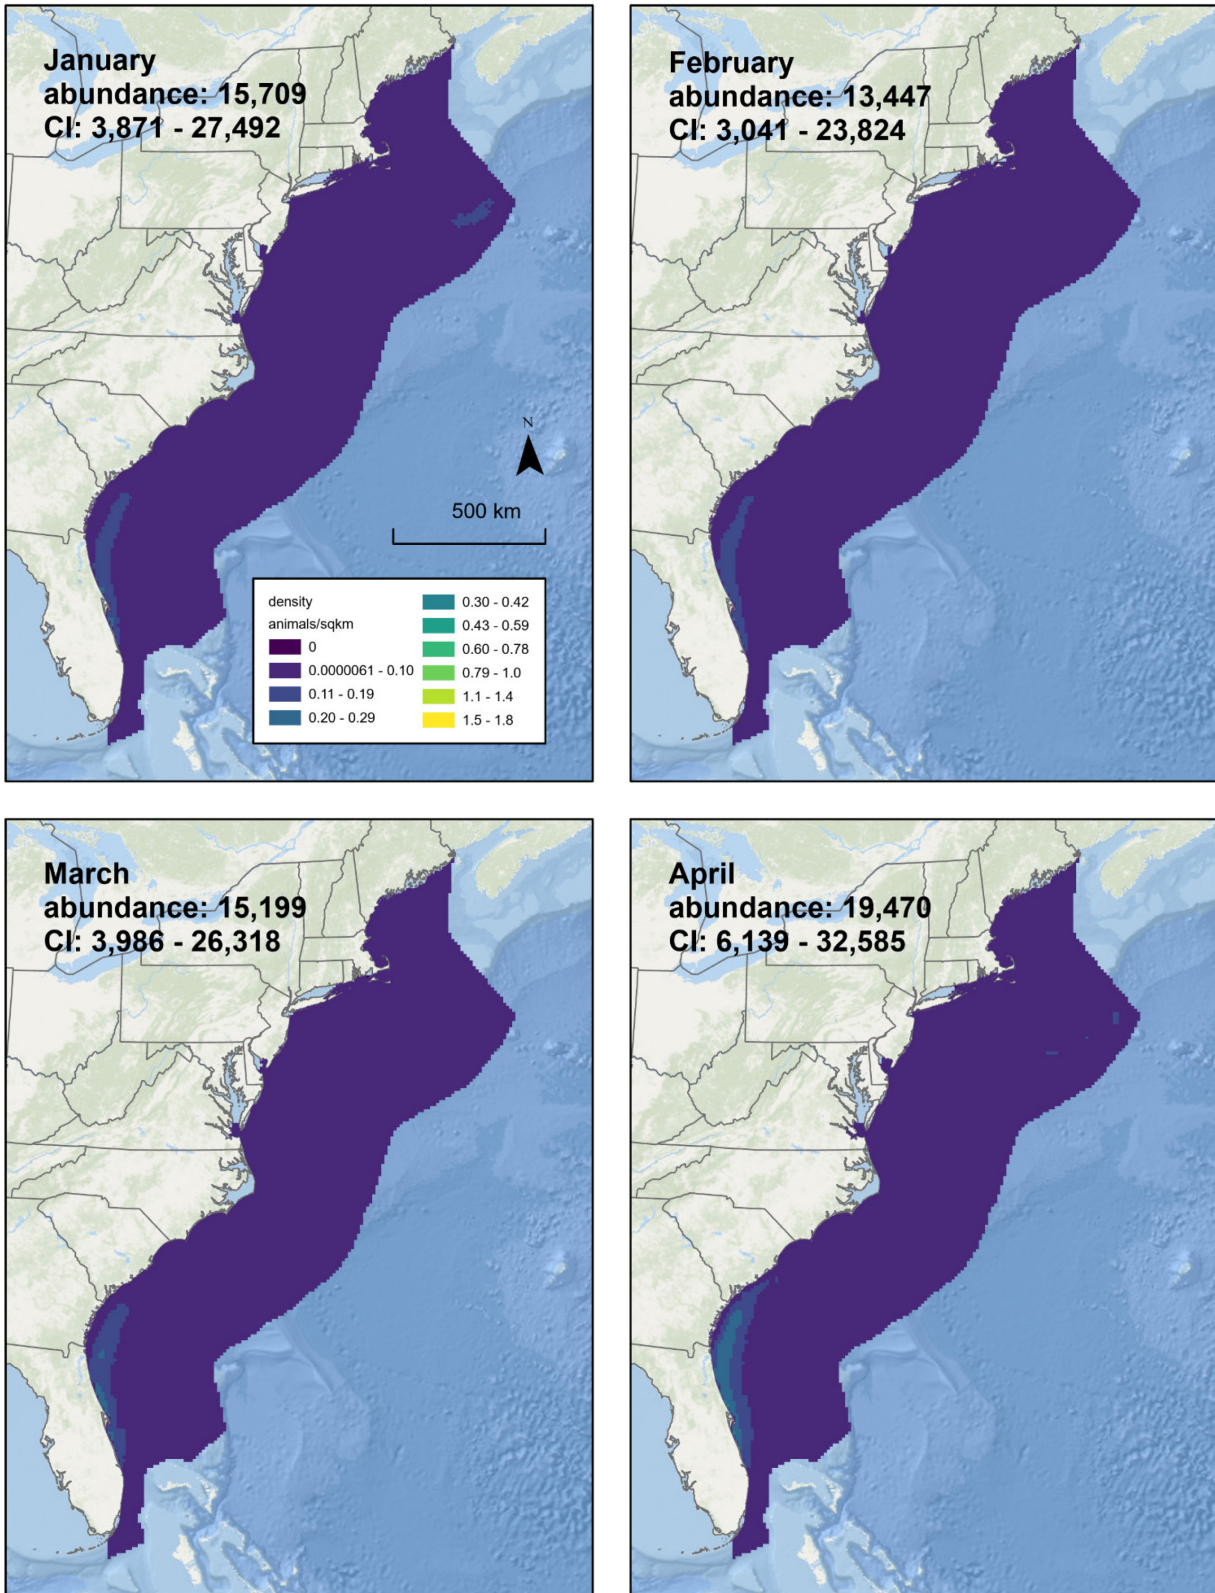 January
abundance: 15,709
CI: 3,871 - 27,492
February
abundance: 13,447
CI: 3,041 - 23,824
N
500 km
density
animals/sqkm
0
0.0000061 - 0.10
0.11 - 0.19
0.20 - 0.29
0.30 - 0.42
0.43 - 0.59
0.60 - 0.78
0.79 - 1.0
1.1 - 1.4
1.5 - 1.8
March
abundance: 15,199
CI: 3,986 - 26,318
April
abundance: 19,470
CI: 6,139 - 32,585